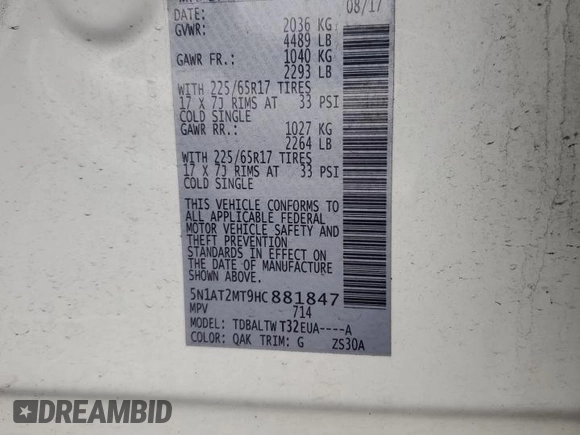 DATE: 08/17
GVWR: 2036 KG
4489 LB
GAWR FR.: 1040 KG
2293 LB
WITH 225/65R17 TIRES
17 X 7J RIMS AT 33 PSI
COLD SINGLE
GAWR RR.: 1027 KG
2264 LB
WITH 225/65R17 TIRES
17 X 7J RIMS AT 33 PSI
COLD SINGLE
THIS VEHICLE CONFORMS TO
ALL APPLICABLE FEDERAL
MOTOR VEHICLE SAFETY AND
THEFT PREVENTION
STANDARDS IN EFFECT ON
THE DATE OF MANUFACTURE
SHOWN ABOVE.
5N1AT2MT9HC881847
MPV 714
MODEL: TDBALTWT32EUA----A
COLOR: QAK TRIM: G ZS30A
DREAMBID